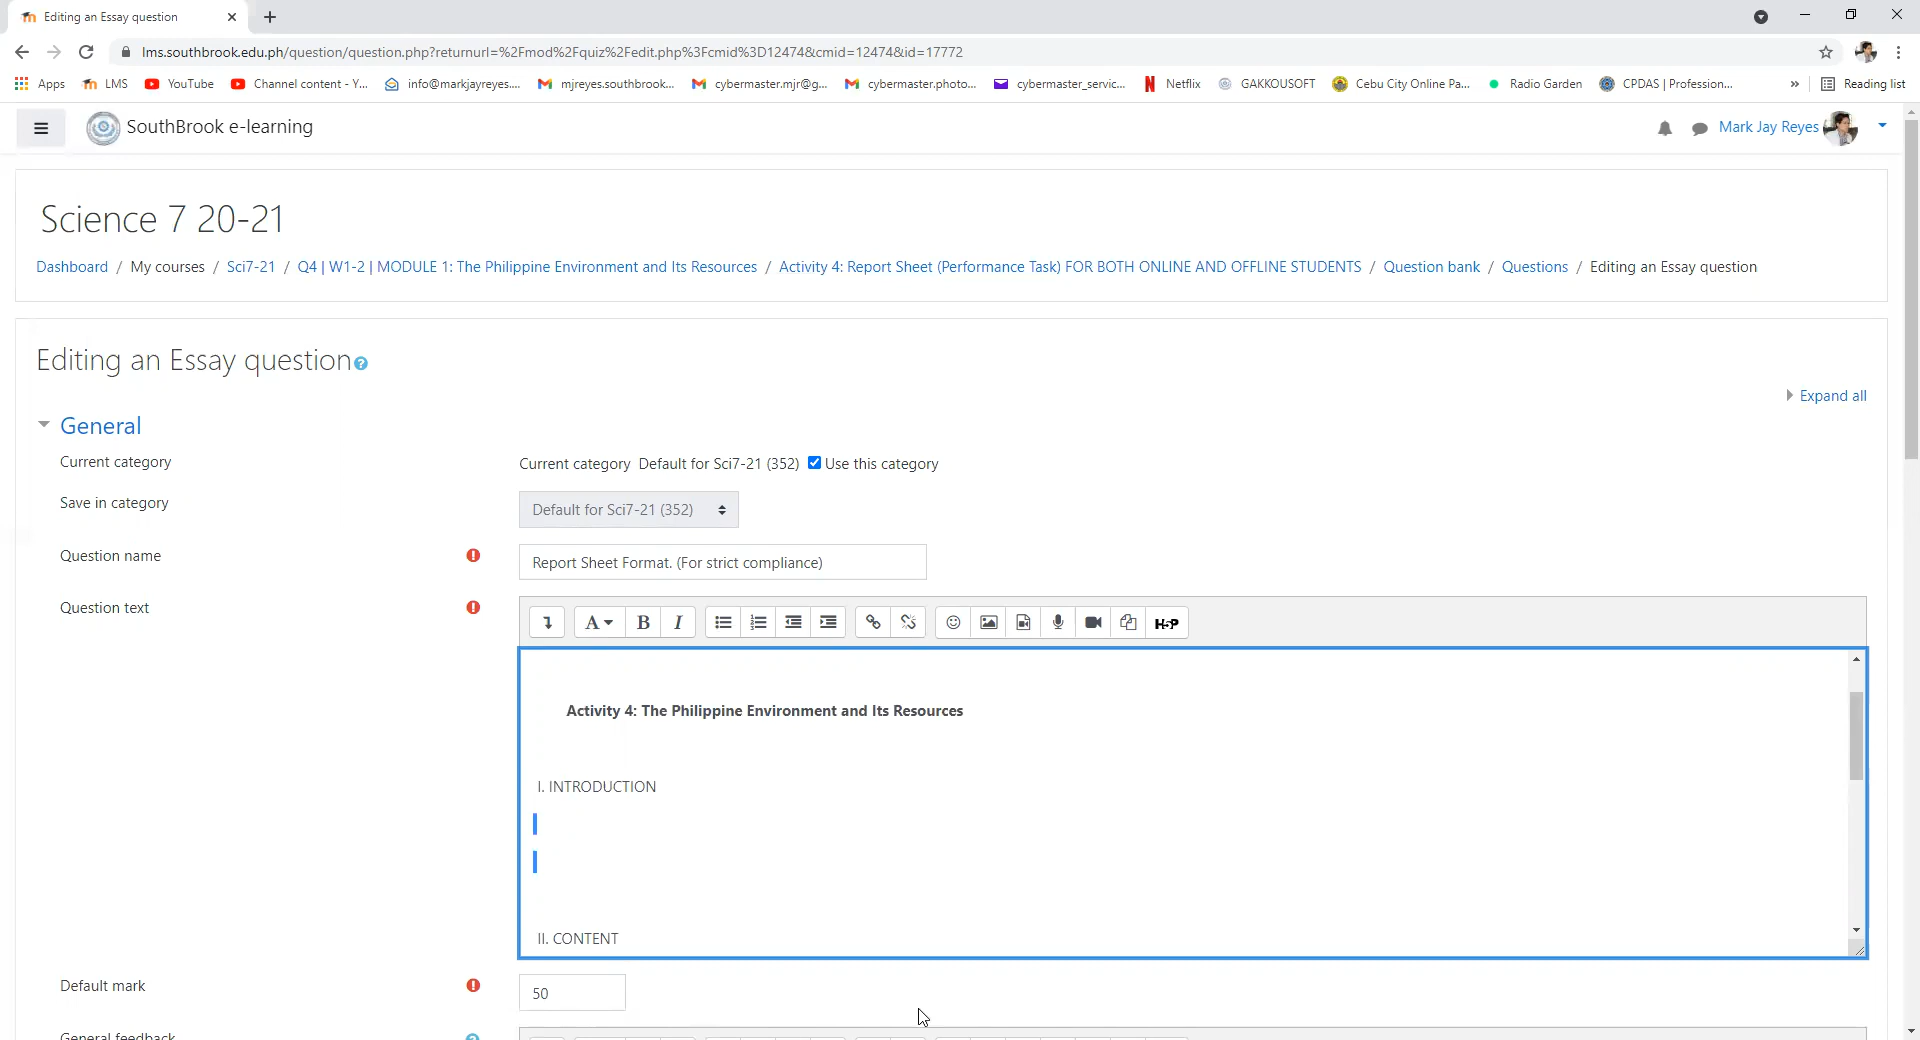 Editing an Essay question
lms.southbrook.edu.ph/question/question.php?returnurl=%2Fmod%2Fquiz%2Fedit.php%3Fcmid%3D12474&cmid=12474&id=17772
Apps LMS YouTube Channel content - Y... info@markjayreyes.... mjreyes.southbrook... cybermaster.mjr@g... cybermaster.photo... cybermaster_servic... Netflix GAKKOUSOFT Cebu City Online Pa... Radio Garden CPDAS | Profession... » Reading list
SouthBrook e-learning
Mark Jay Reyes
Science 7 20-21
Dashboard / My courses / Sci7-21 / Q4 | W1-2 | MODULE 1: The Philippine Environment and Its Resources / Activity 4: Report Sheet (Performance Task) FOR BOTH ONLINE AND OFFLINE STUDENTS / Question bank / Questions / Editing an Essay question
Editing an Essay question
Expand all
General
Current category
Current category Default for Sci7-21 (352) Use this category
Save in category
Default for Sci7-21 (352)
Question name
Report Sheet Format. (For strict compliance)
Question text
A B I H-P
Activity 4: The Philippine Environment and Its Resources
I. INTRODUCTION
II. CONTENT
Default mark
50
General feedback